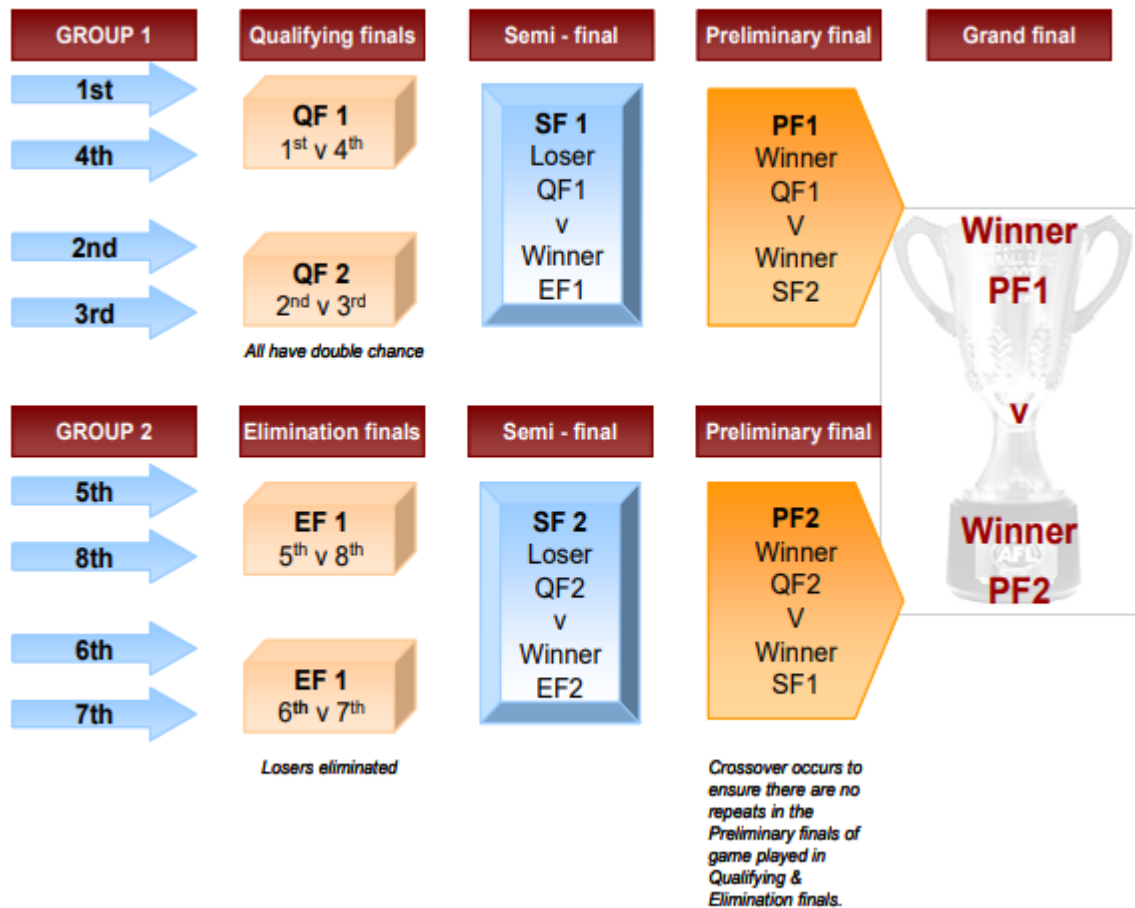 GROUP 1
Qualifying finals
Semi - final
Preliminary final
Grand final
1st
4th
2nd
3rd
QF 1
1st v 4th
QF 2
2nd v 3rd
All have double chance
SF 1
Loser
QF1
v
Winner
EF1
PF1
Winner
QF1
V
Winner
SF2
Winner
PF1
v
Winner
AFL
PF2
GROUP 2
Elimination finals
Semi - final
Preliminary final
5th
8th
6th
7th
EF 1
5th v 8th
EF 1
6th v 7th
Losers eliminated
SF 2
Loser
QF2
v
Winner
EF2
PF2
Winner
QF2
V
Winner
SF1
Crossover occurs to
ensure there are no
repeats in the
Preliminary finals of
game played in
Qualifying &
Elimination finals.